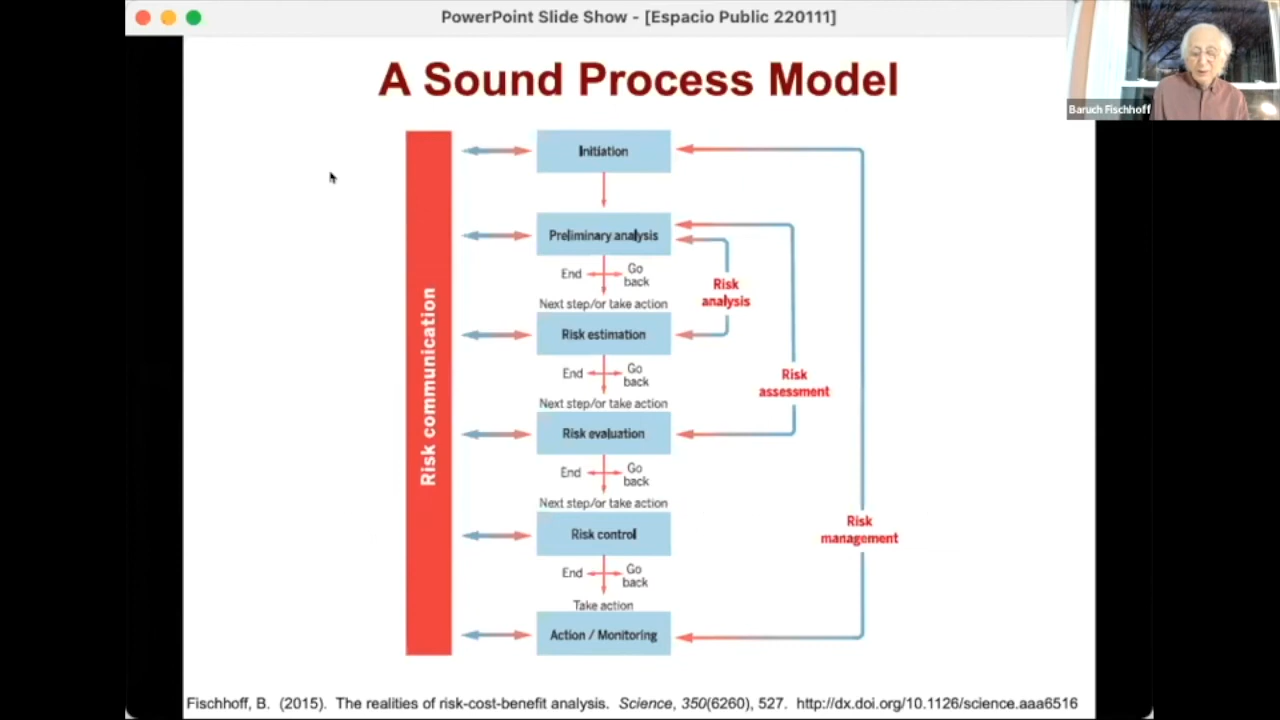 PowerPoint Slide Show - [Espacio Public 220111]
Baruch Fischhoff
A Sound Process Model
Risk communication
Initiation
Preliminary analysis
End
Go
back
Next step/or take action
Risk
analysis
Risk estimation
End
Go
back
Next step/or take action
Risk
assessment
Risk evaluation
End
Go
back
Next step/or take action
Risk control
Risk
management
End
Go
back
Take action
Action / Monitoring
Fischhoff, B. (2015). The realities of risk-cost-benefit analysis. Science, 350(6260), 527. http://dx.doi.org/10.1126/science.aaa6516